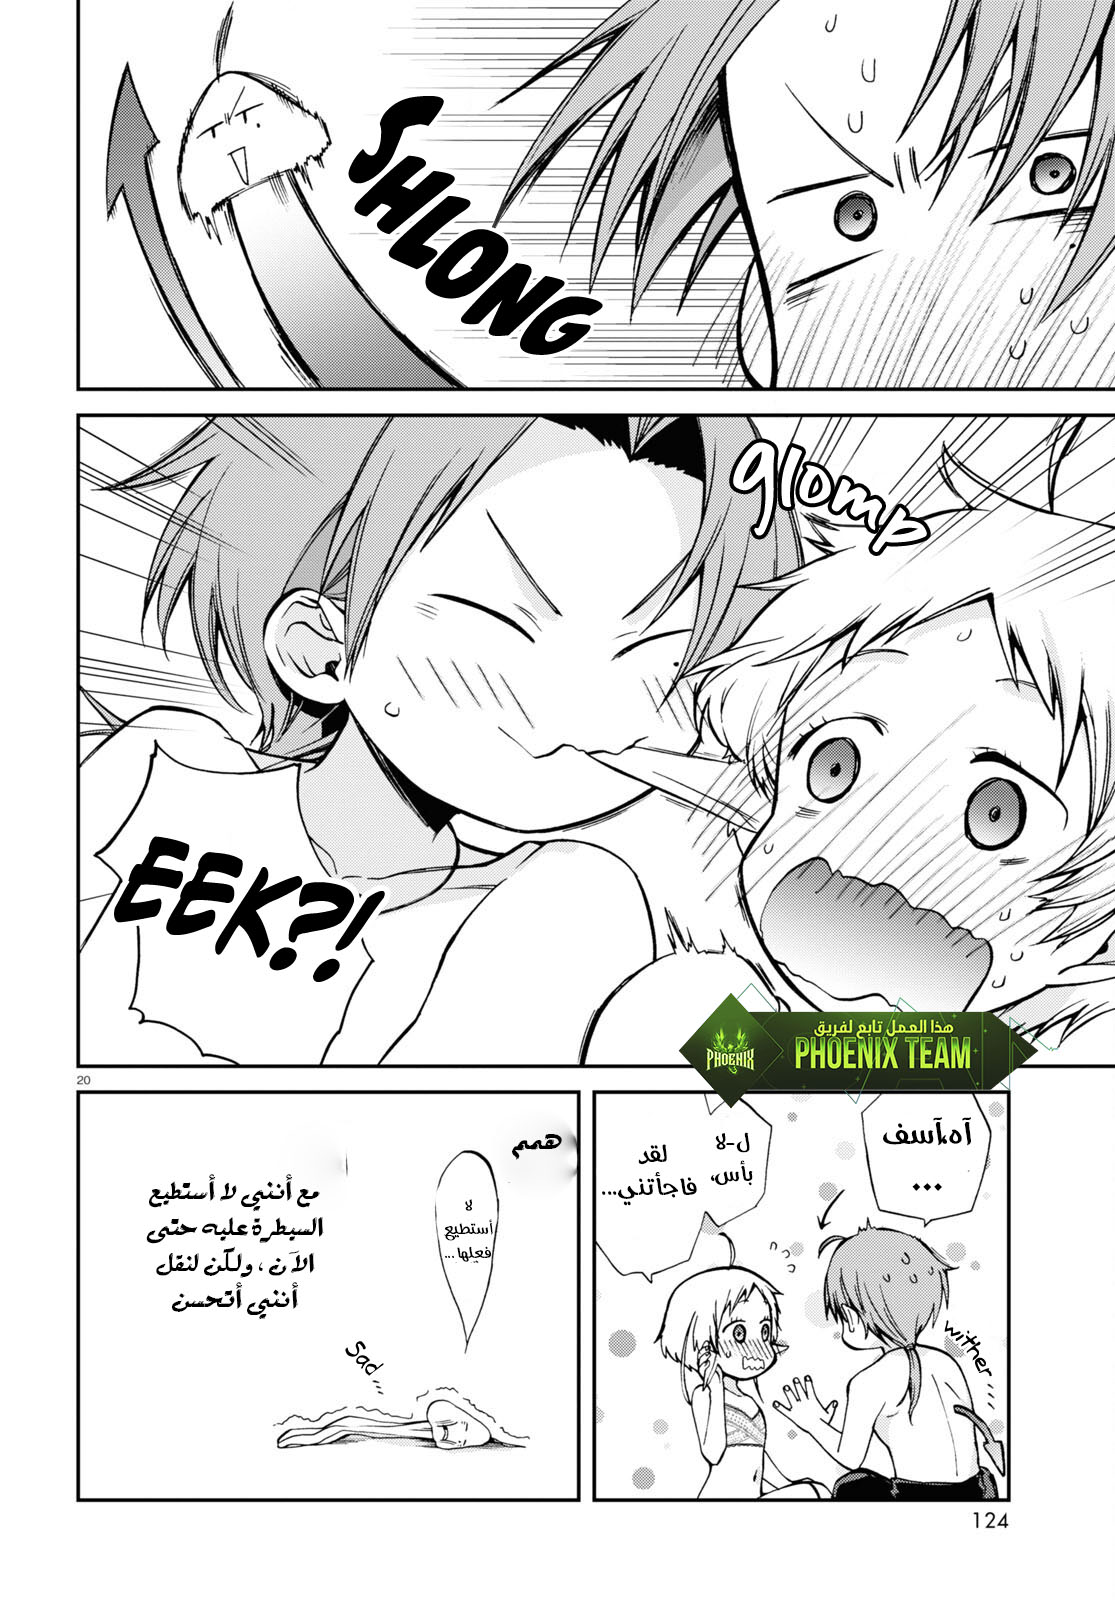 SHLONG
glomp
EEK?!
هذا العمل تابع لفريق
PHOENIX TEAM
PHOENIX
20
آه،آسف
...
ل-لا
بأس،
لقد
فاجأتني...
wither
...
همم
لا
أستطيع
فعلها...
مع أنني لا أستطيع
السيطرة عليه حتى
الآن ، ولكن لنقل
أنني أتحسن
Sad
...
124